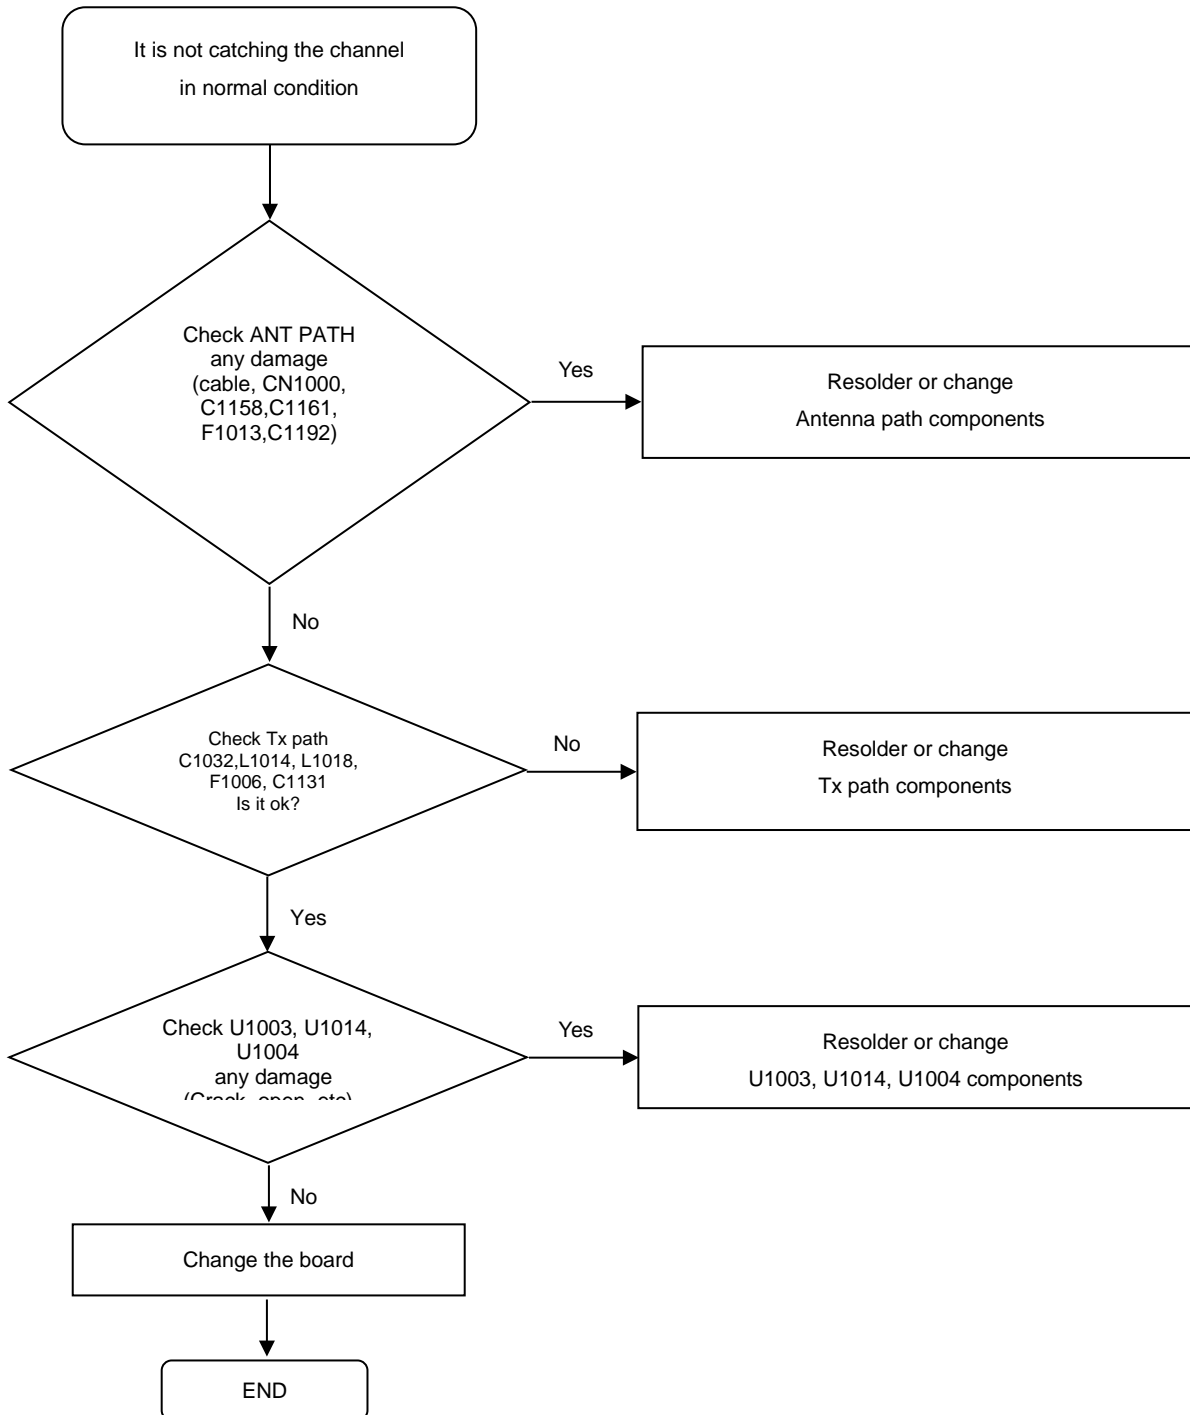 It is not catching the channel
in normal condition
Check ANT PATH
any damage
(cable, CN1000,
C1158,C1161,
F1013,C1192)
Yes
Resolder or change
Antenna path components
No
Check Tx path
C1032,L1014, L1018,
F1006, C1131
Is it ok?
No
Resolder or change
Tx path components
Yes
Check U1003, U1014,
U1004
any damage
(Crack, open, etc)
Yes
Resolder or change
U1003, U1014, U1004 components
No
Change the board
END